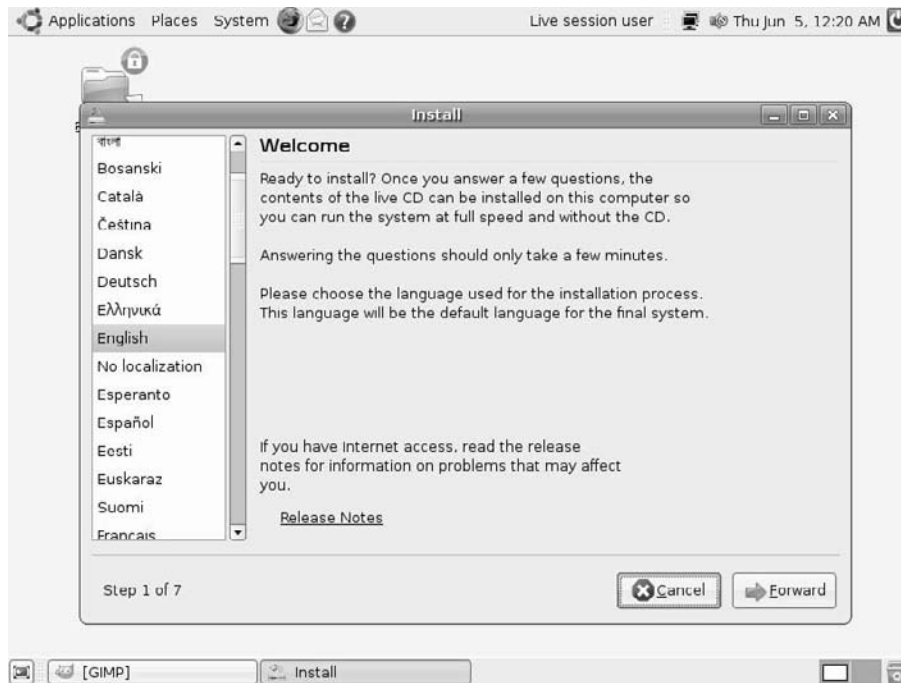 Applications Places System
Live session user
Thu Jun 5, 12:20 AM
Install
বাংলা
Bosanski
Català
Čeština
Dansk
Deutsch
Ελληνικά
English
No localization
Esperanto
Español
Eesti
Euskaraz
Suomi
Français
Welcome
Ready to install? Once you answer a few questions, the
contents of the live CD can be installed on this computer so
you can run the system at full speed and without the CD.
Answering the questions should only take a few minutes.
Please choose the language used for the installation process.
This language will be the default language for the final system.
If you have Internet access, read the release
notes for information on problems that may affect
you.
Release Notes
Step 1 of 7
Cancel
Forward
[GIMP]
Install